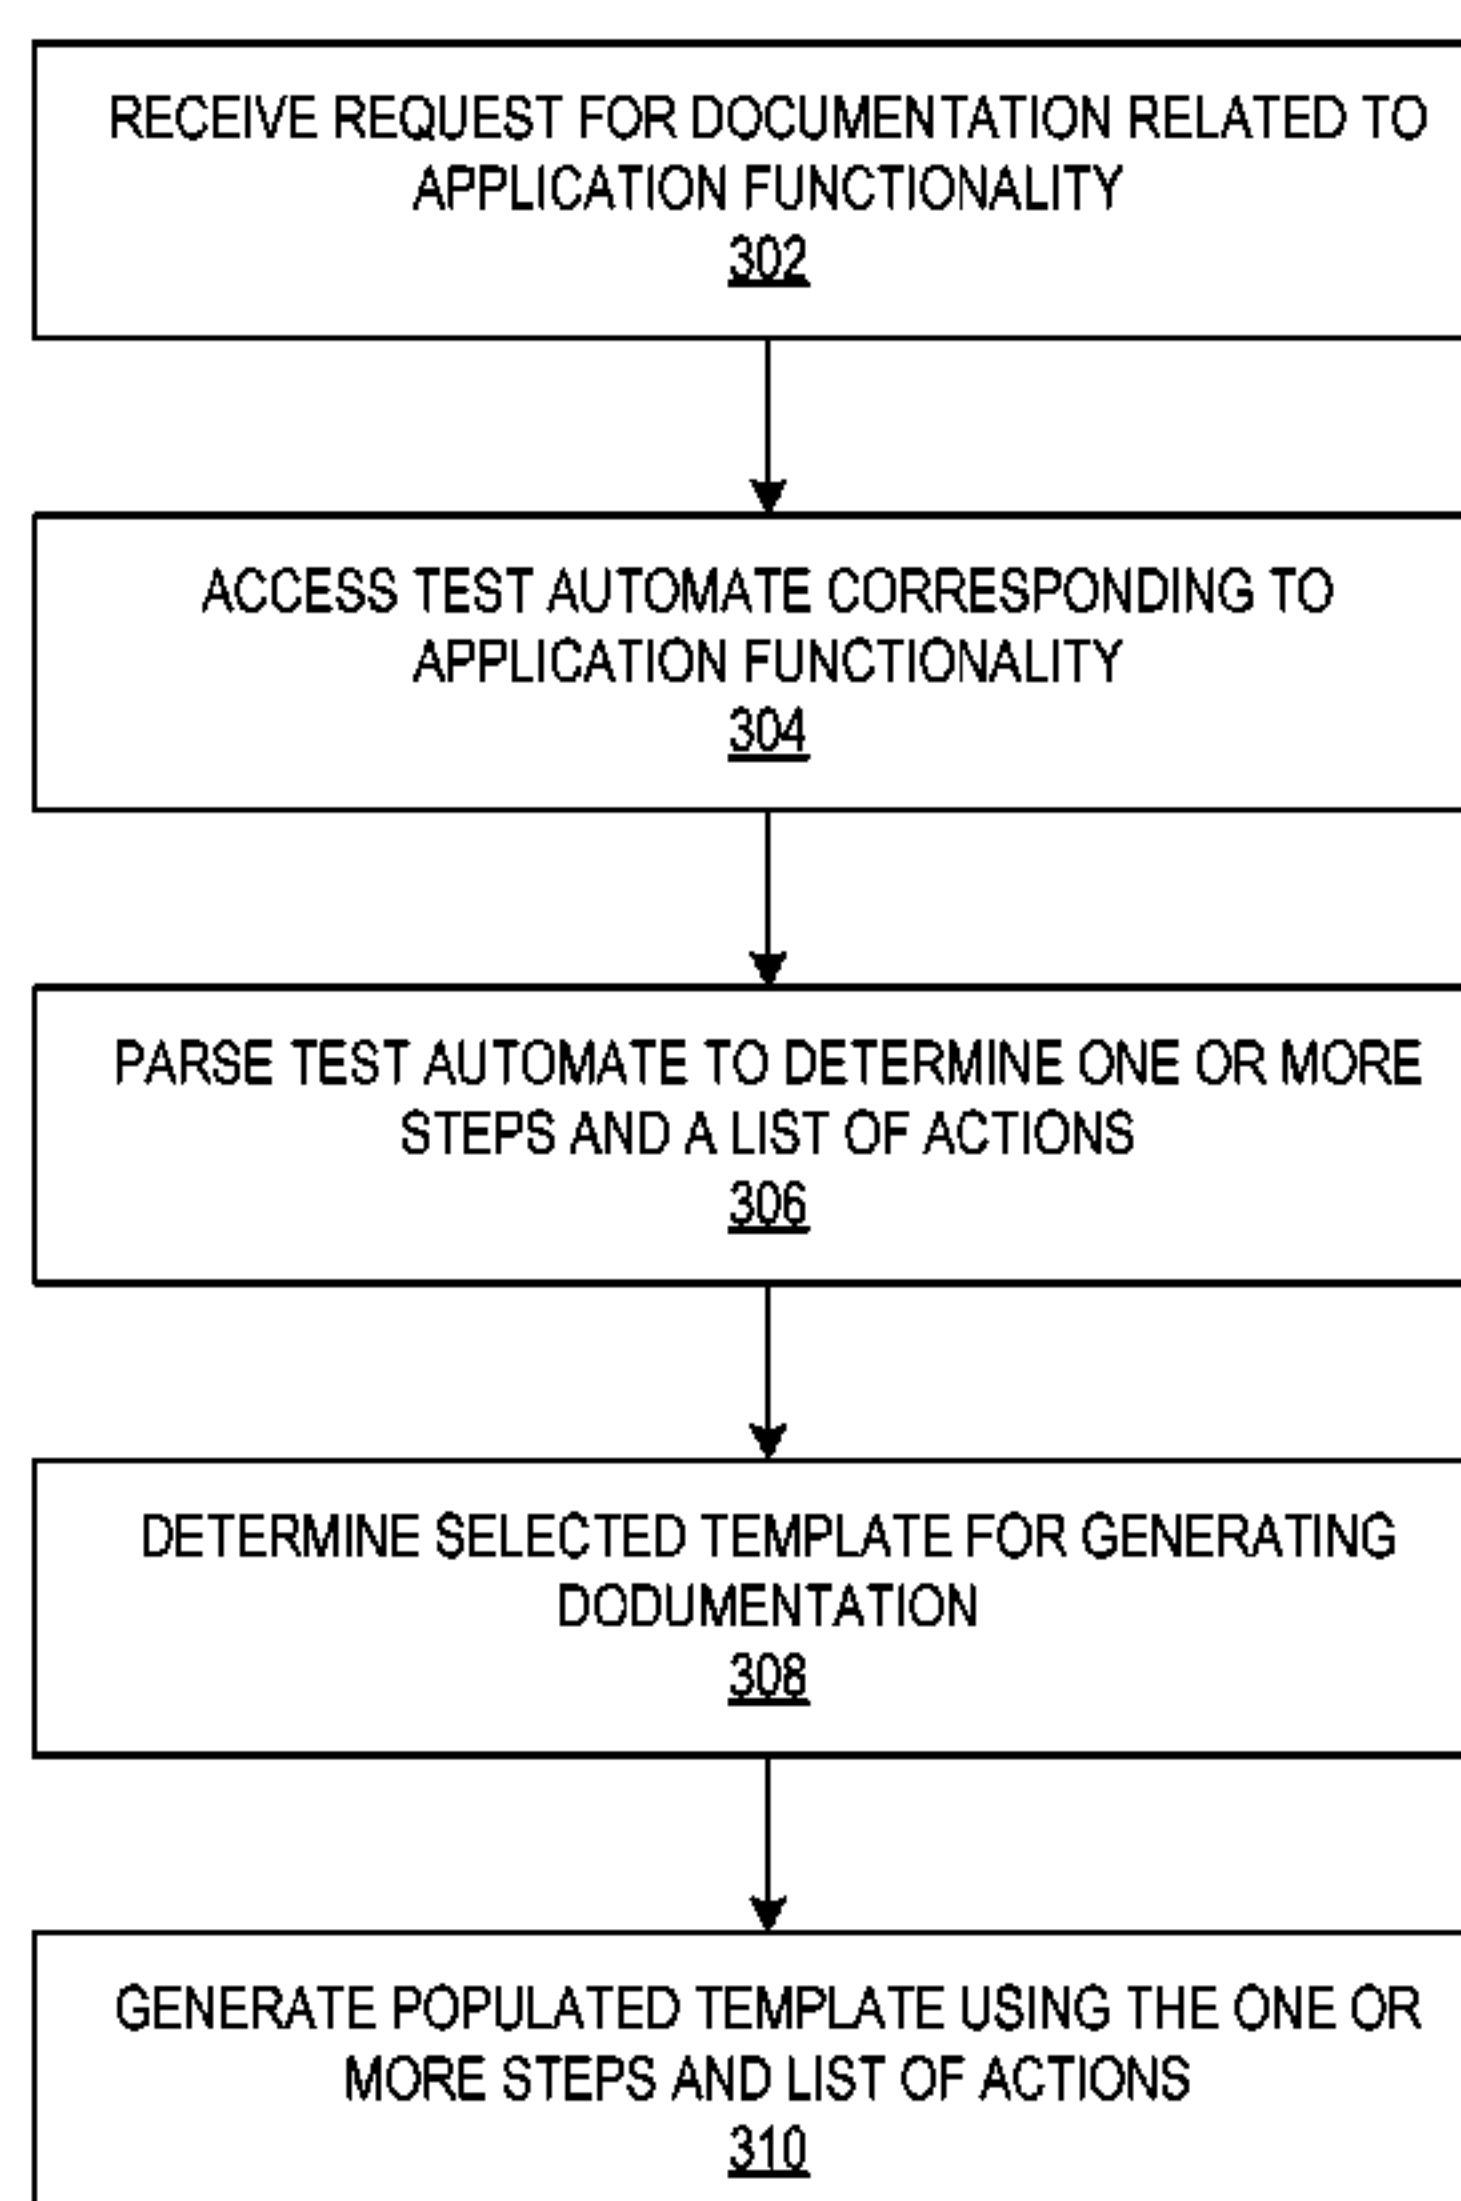 RECEIVE REQUEST FOR DOCUMENTATION RELATED TO
APPLICATION FUNCTIONALITY
302
ACCESS TEST AUTOMATE CORRESPONDING TO
APPLICATION FUNCTIONALITY
304
PARSE TEST AUTOMATE TO DETERMINE ONE OR MORE
STEPS AND A LIST OF ACTIONS
306
DETERMINE SELECTED TEMPLATE FOR GENERATING
DODUMENTATION
308
GENERATE POPULATED TEMPLATE USING THE ONE OR
MORE STEPS AND LIST OF ACTIONS
310